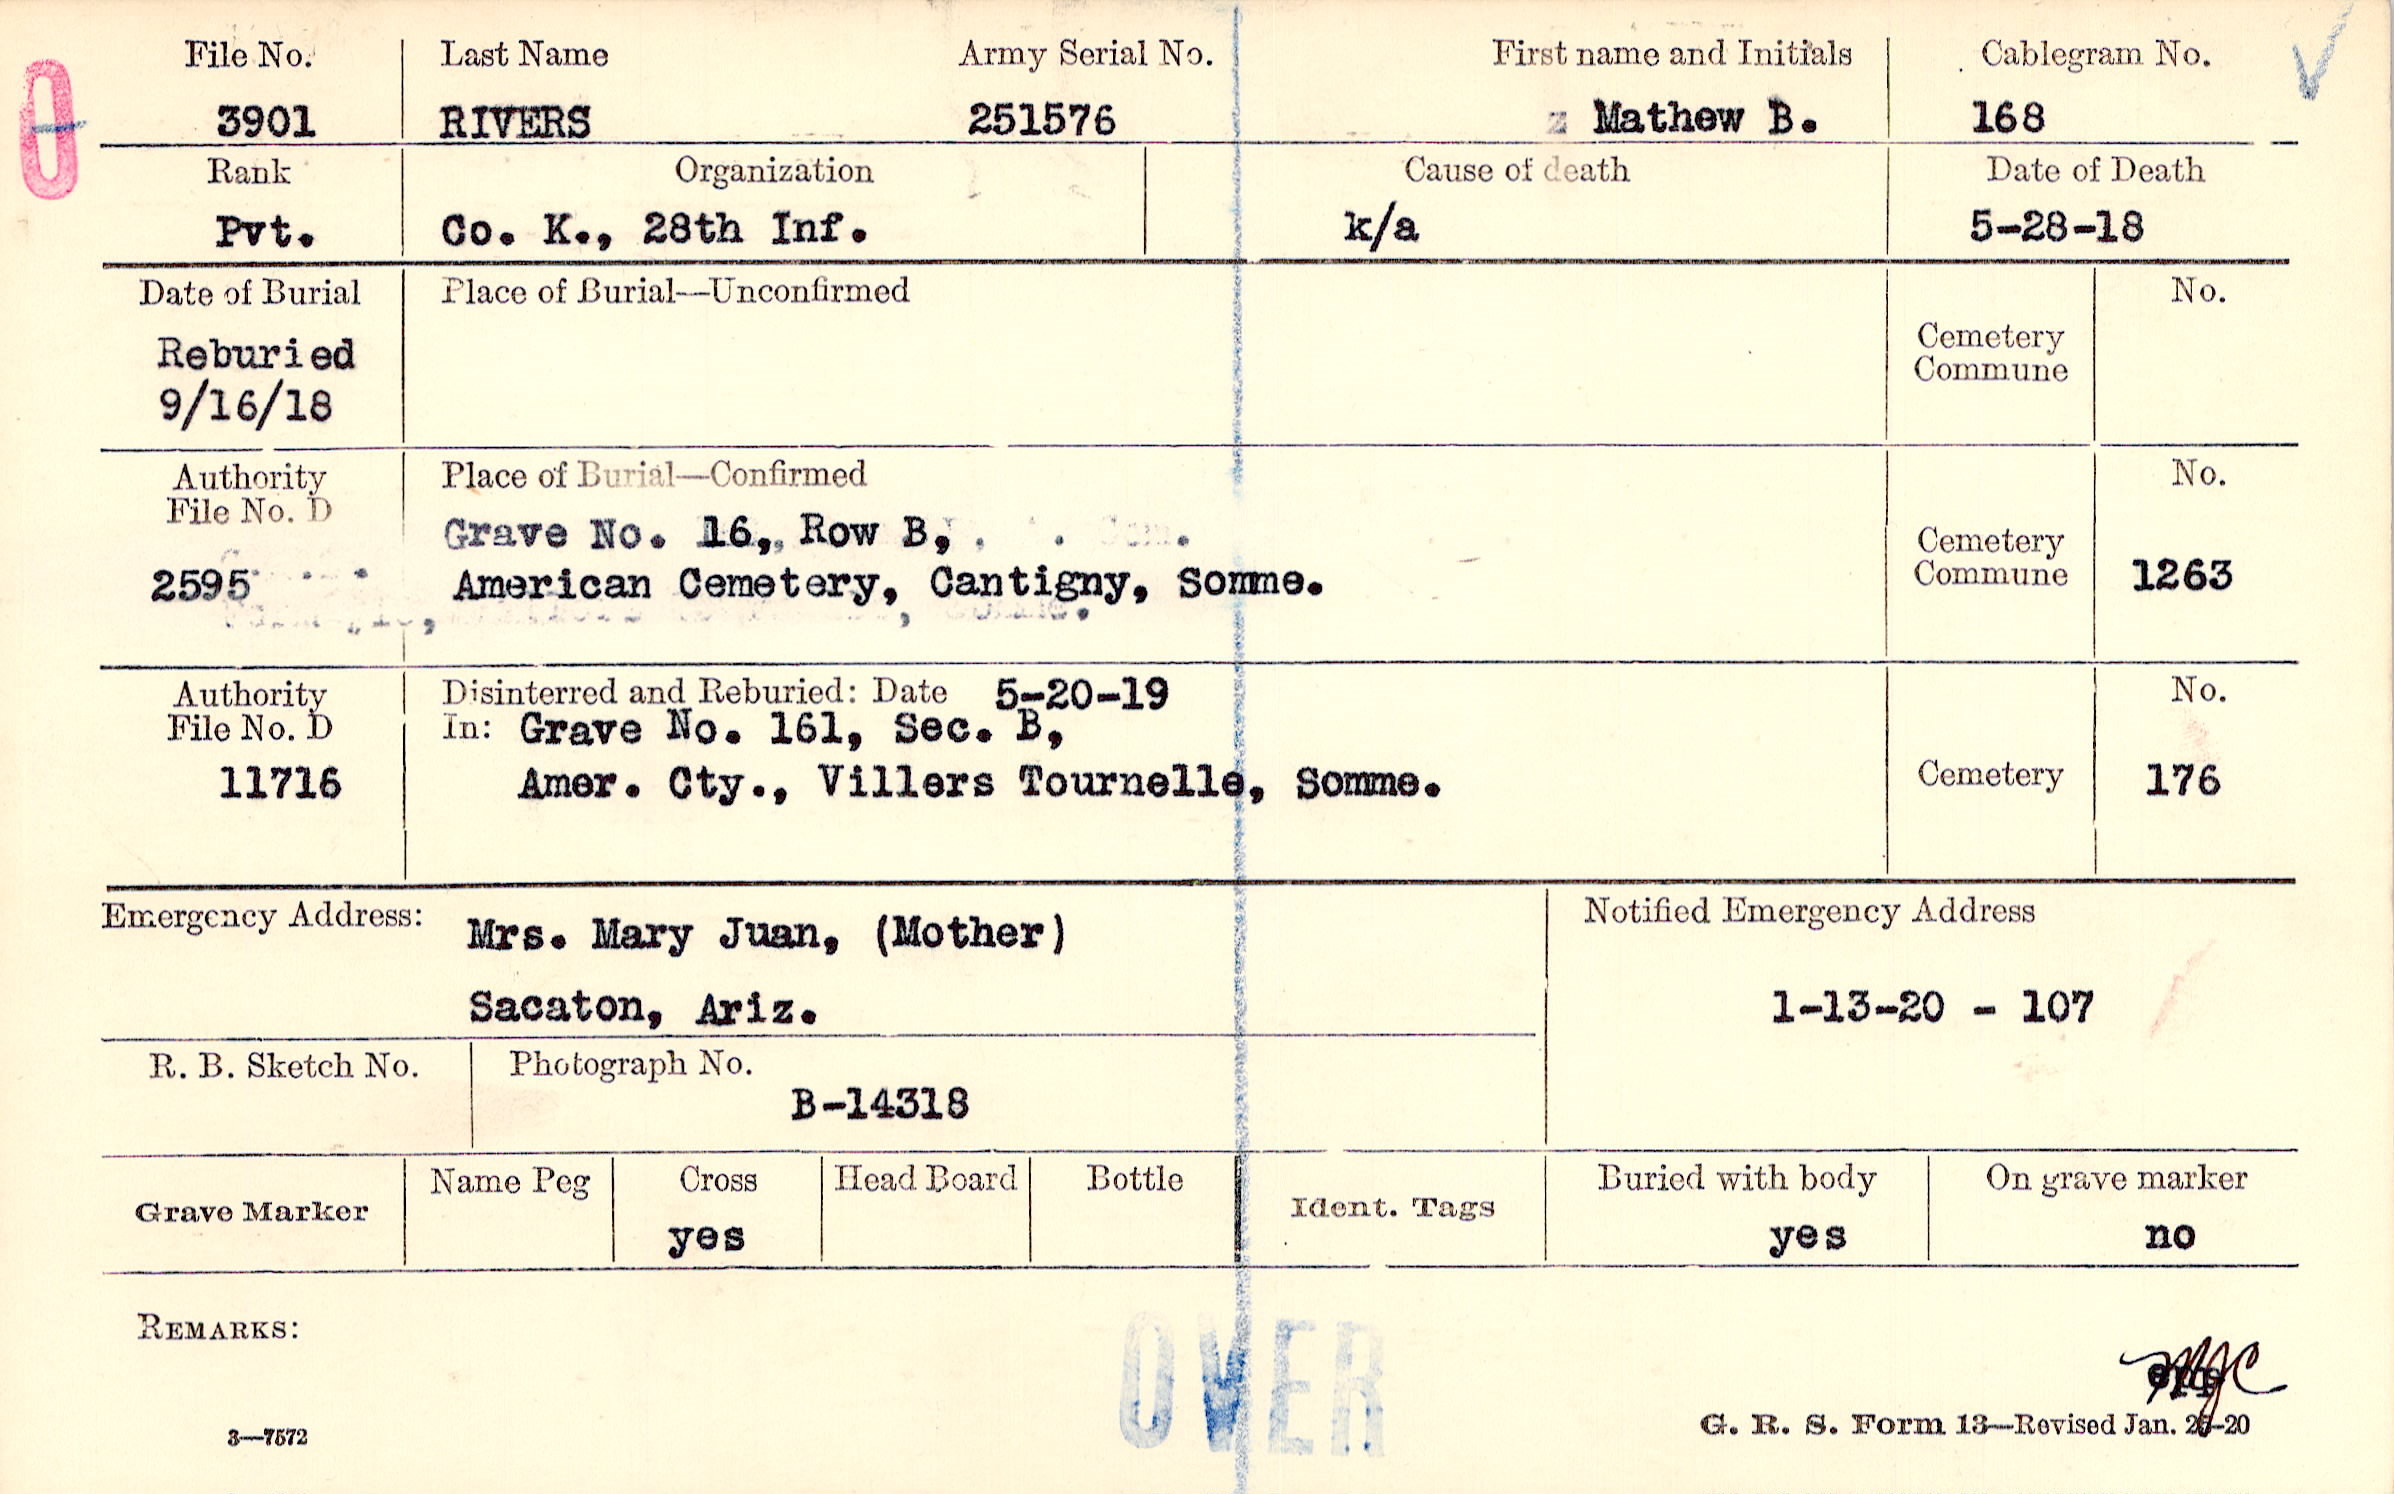 File No. Last Name Army Serial No. First name and Initials Cablegram No.
3901 RIVERS 251576 Mathew B. 168
Rank Organization Cause of death Date of Death
Pvt. Co. K., 28th Inf. k/a 5-28-18
Date of Burial Place of Burial—Unconfirmed No.
Reburied
9/16/18
Cemetery
Commune
Authority Place of Burial—Confirmed No.
File No. D
Grave No. 16, Row B,
2595 American Cemetery, Cantigny, Somme.
Cemetery
Commune 1263
Authority Disinterred and Reburied: Date 5-20-19 No.
File No. D In: Grave No. 161, Sec. B,
11716 Amer. Cty., Villers Tournelle, Somme. Cemetery 176
Emergency Address: Mrs. Mary Juan, (Mother) Notified Emergency Address
Sacaton, Ariz. 1-13-20 - 107
R. B. Sketch No. Photograph No.
B-14318
Grave Marker Name Peg Cross Head Board Bottle Ident. Tags Buried with body On grave marker
yes yes no
REMARKS:
OVER
3—7572 G. R. S. Form 13—Revised Jan. -20